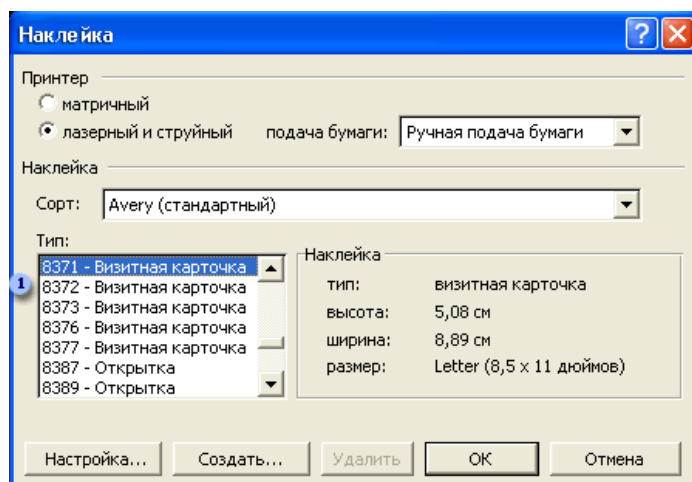 Наклейка
Принтер
матричный
лазерный и струйный подача бумаги: Ручная подача бумаги
Наклейка
Сорт: Avery (стандартный)
Тип:
8371 - Визитная карточка
8372 - Визитная карточка
8373 - Визитная карточка
8376 - Визитная карточка
8377 - Визитная карточка
8387 - Открытка
8389 - Открытка
1
Наклейка
тип: визитная карточка
высота: 5,08 см
ширина: 8,89 см
размер: Letter (8,5 x 11 дюймов)
Настройка... Создать... Удалить ОК Отмена